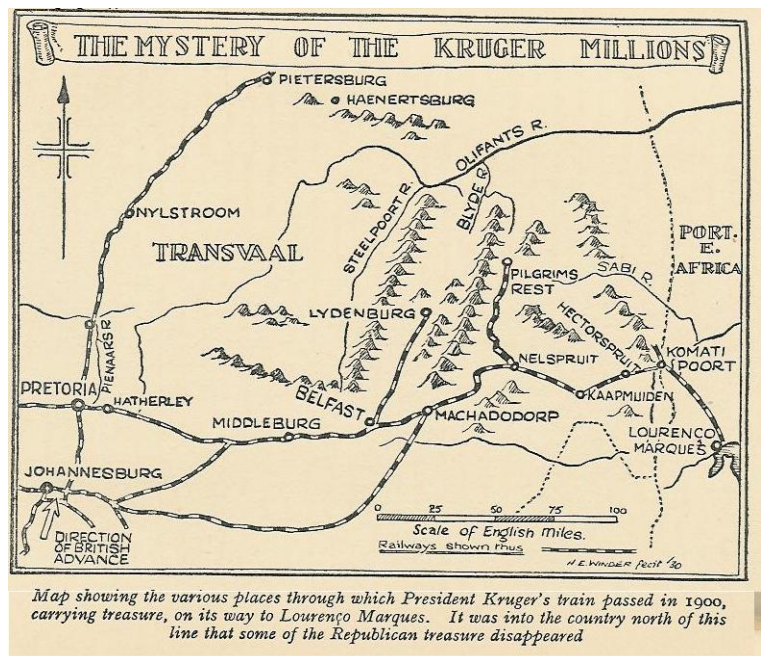 THE MYSTERY OF THE KRUGER MILLIONS
PIETERSBURG
HAENERTSBURG
OLIFANTS R.
NYLSTROOM
STEELPOORT R.
BLYDE R.
TRANSVAAL
PORT.
E.
AFRICA
PILGRIMS
REST
SABI R.
LYDENBURG
HECTORSPRUIT
PIENAARS R
NELSPRUIT
KOMATI
POORT
PRETORIA
HATHERLEY
BELFAST
KAAPMUIDEN
MIDDLEBURG
MACHADODORP
LOURENÇO
MARQUES
JOHANNESBURG
DIRECTION
OF BRITISH
ADVANCE
0 25 50 75 100
Scale of English Miles.
Railways shown thus
N.E. WINDER fecit '30
Map showing the various places through which President Kruger's train passed in 1900,
carrying treasure, on its way to Lourenço Marques. It was into the country north of this
line that some of the Republican treasure disappeared